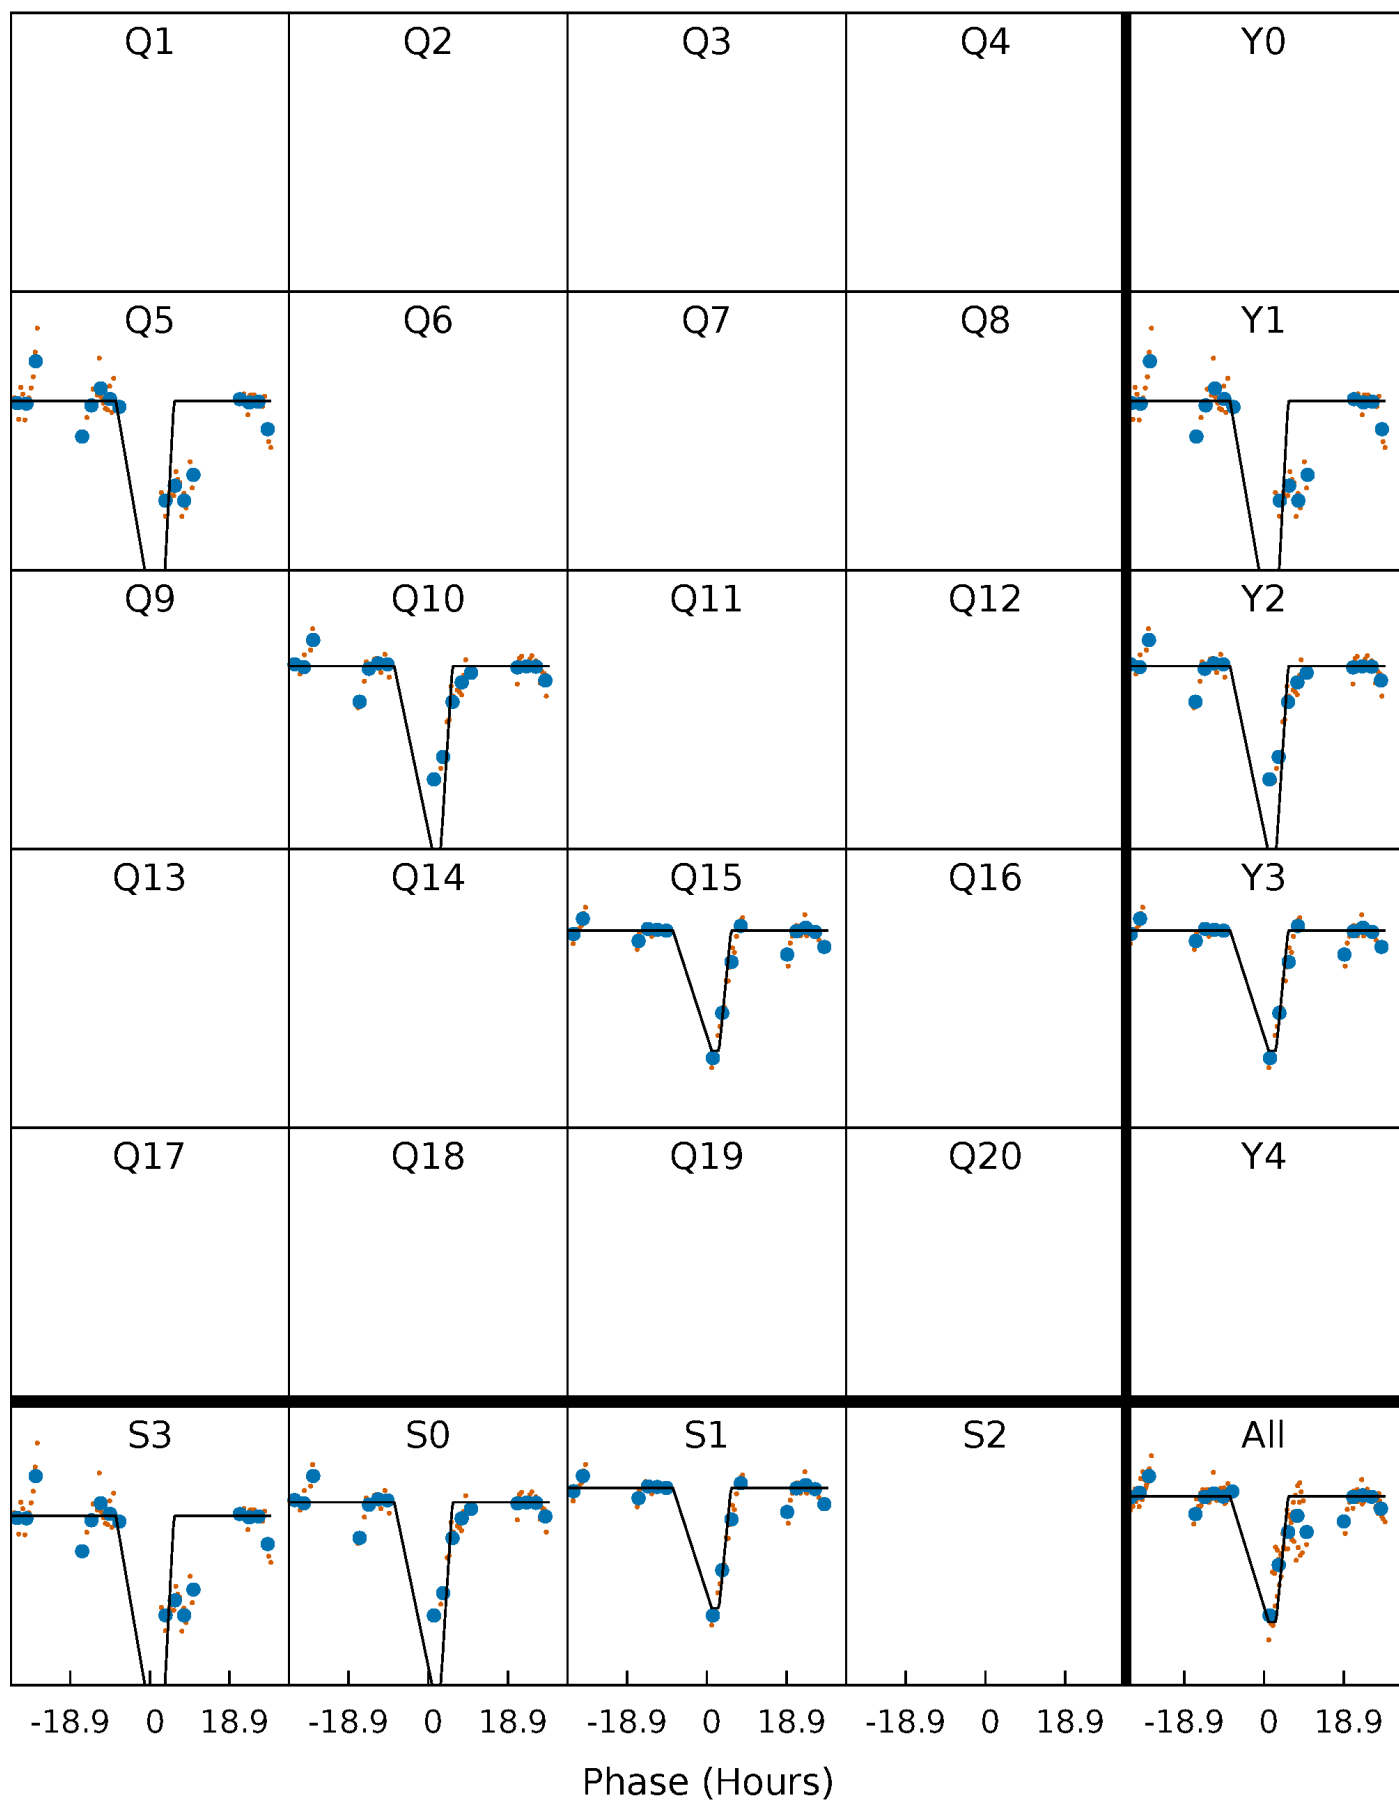 Q1 Q2 Q3 Q4 Y0
Q5 Q6 Q7 Q8 Y1
Q9 Q10 Q11 Q12 Y2
Q13 Q14 Q15 Q16 Y3
Q17 Q18 Q19 Q20 Y4
S3 S0 S1 S2 All
-18.9 0 18.9 -18.9 0 18.9 -18.9 0 18.9 -18.9 0 18.9 -18.9 0 18.9
Phase (Hours)